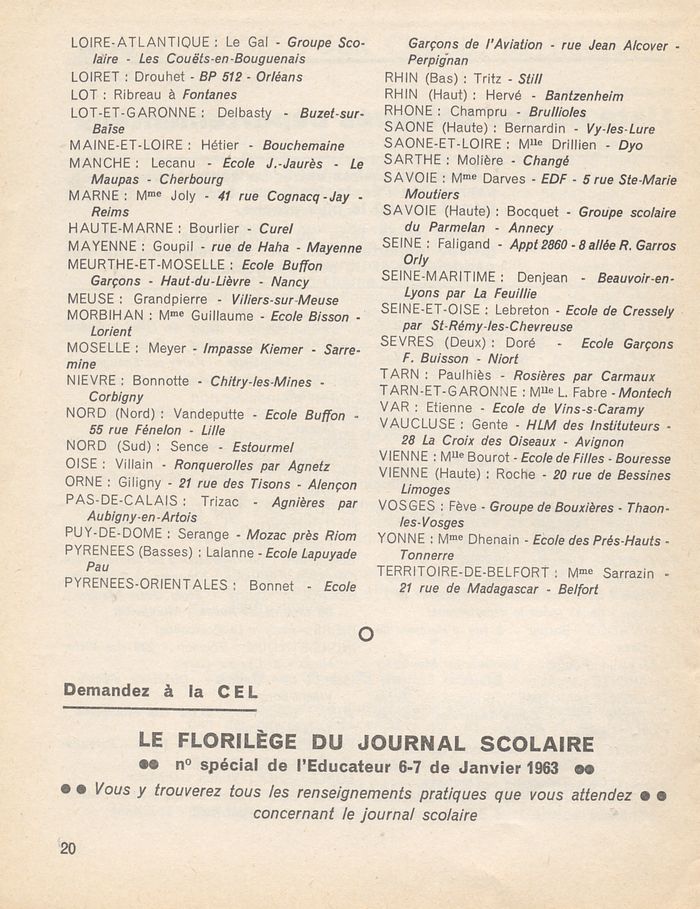 LOIRE-ATLANTIQUE : Le Gal - Groupe Sco-
laire - Les Couëts-en-Bouguenais
LOIRET : Drouhet - BP 512 - Orléans
LOT : Ribreau à Fontanes
LOT-ET-GARONNE : Delbasty - Buzet-sur-
Baïse
MAINE-ET-LOIRE : Hétier - Bouchemaine
MANCHE : Lecanu - École J.-Jaurès - Le
Maupas - Cherbourg
MARNE : Mme Joly - 41 rue Cognacq-Jay -
Reims
HAUTE-MARNE : Bourlier - Curel
MAYENNE : Goupil - rue de Haha - Mayenne
MEURTHE-ET-MOSELLE : Ecole Buffon
Garçons - Haut-du-Lièvre - Nancy
MEUSE : Grandpierre - Viliers-sur-Meuse
MORBIHAN : Mme Guillaume - Ecole Bisson -
Lorient
MOSELLE : Meyer - Impasse Kiemer - Sarre-
mine
NIEVRE : Bonnotte - Chitry-les-Mines -
Corbigny
NORD (Nord) : Vandeputte - Ecole Buffon -
55 rue Fénelon - Lille
NORD (Sud) : Sence - Estourmel
OISE : Villain - Ronquerolles par Agnetz
ORNE : Giligny - 21 rue des Tisons - Alençon
PAS-DE-CALAIS : Trizac - Agnières par
Aubigny-en-Artois
PUY-DE-DOME : Serange - Mozac près Riom
PYRENEES (Basses) : Lalanne - Ecole Lapuyade
Pau
PYRENEES-ORIENTALES : Bonnet - Ecole
Garçons de l'Aviation - rue Jean Alcover -
Perpignan
RHIN (Bas) : Tritz - Still
RHIN (Haut) : Hervé - Bantzenheim
RHONE : Champru - Brullioles
SAONE (Haute) : Bernardin - Vy-les-Lure
SAONE-ET-LOIRE : Mlle Drillien - Dyo
SARTHE : Molière - Changé
SAVOIE : Mme Darves - EDF - 5 rue Ste-Marie
Moutiers
SAVOIE (Haute) : Bocquet - Groupe scolaire
du Parmelan - Annecy
SEINE : Faligand - Appt 2860 - 8 allée R. Garros
Orly
SEINE-MARITIME : Denjean - Beauvoir-en-
Lyons par La Feuillie
SEINE-ET-OISE : Lebreton - Ecole de Cressely
par St-Rémy-les-Chevreuse
SEVRES (Deux) : Doré - Ecole Garçons
F. Buisson - Niort
TARN : Paulhiès - Rosières par Carmaux
TARN-ET-GARONNE : Mlle L. Fabre - Montech
VAR : Etienne - Ecole de Vins-s-Caramy
VAUCLUSE : Gente - HLM des Instituteurs -
28 La Croix des Oiseaux - Avignon
VIENNE : Mlle Bourot - Ecole de Filles - Bouresse
VIENNE (Haute) : Roche - 20 rue de Bessines
Limoges
VOSGES : Fève - Groupe de Bouxières - Thaon-
les-Vosges
YONNE : Mme Dhenain - Ecole des Prés-Hauts -
Tonnerre
TERRITOIRE-DE-BELFORT : Mme Sarrazin -
21 rue de Madagascar - Belfort
Demandez à la CEL
LE FLORILÈGE DU JOURNAL SCOLAIRE
●● nº spécial de l'Educateur 6-7 de Janvier 1963 ●●
●● Vous y trouverez tous les renseignements pratiques que vous attendez ●●
concernant le journal scolaire
20